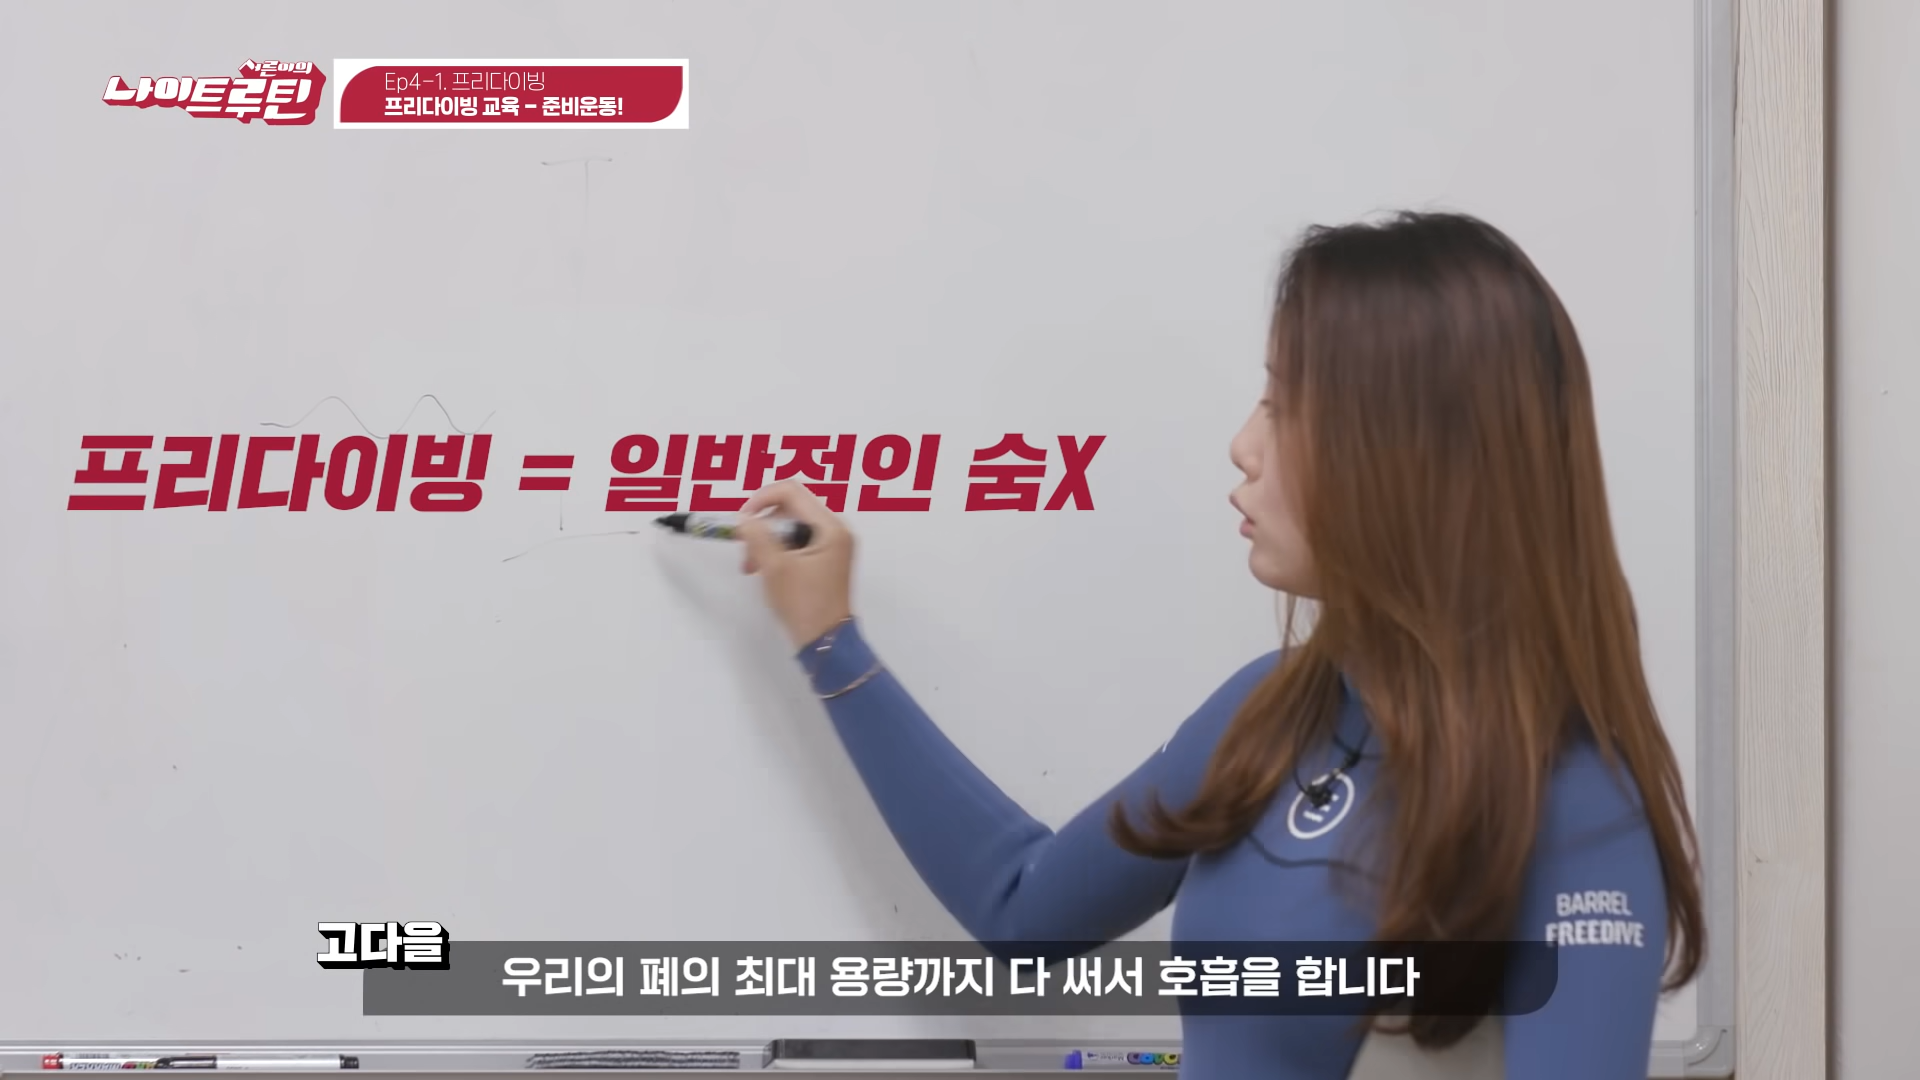 서른이의
나이트루틴
Ep4-1. 프리다이빙
프리다이빙 교육 - 준비운동!
프리다이빙 = 일반적인 숨X
BARREL
FREEDIVE
고다을
우리의 폐의 최대 용량까지 다 써서 호흡을 합니다